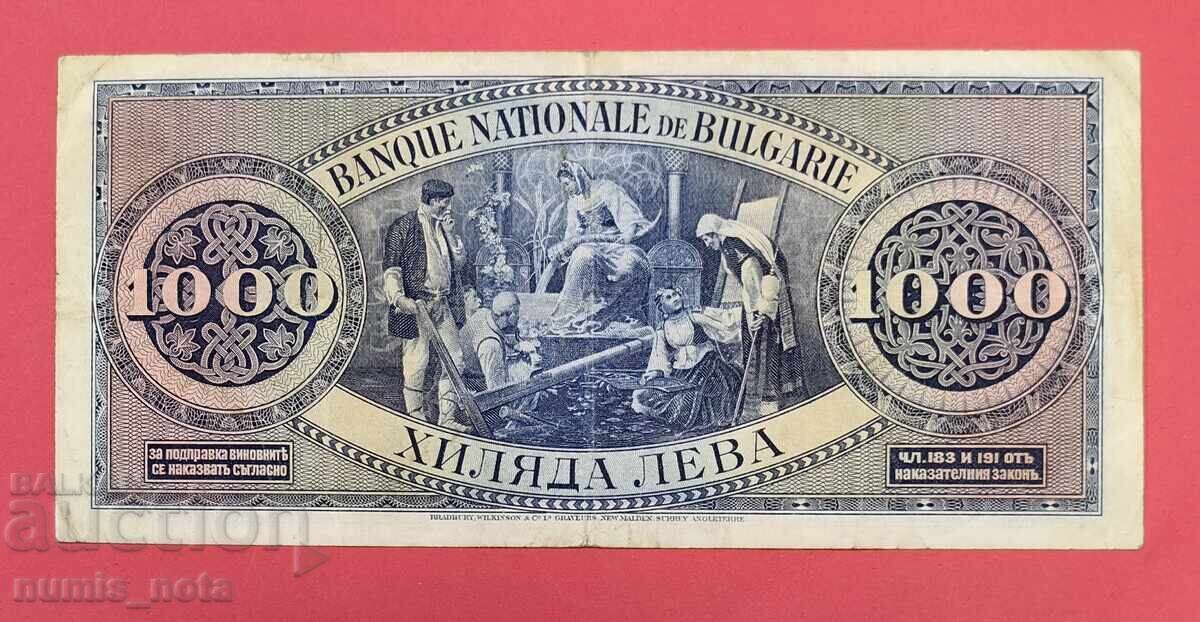 BANQUE NATIONALE DE BULGARIE
1000
1000
ХИЛЯДА ЛЕВА
ЗА ПОДПРАВКА ВИНОВНИТѢ
СЕ НАКАЗВАТЪ СЪГЛАСНО
ЧЛ. 183 И 191 ОТЪ
НАКАЗАТЕЛНИЯ ЗАКОНЪ.
BRADBURY, WILKINSON & Cº Lᴰ GRAVEURS, NEW MALDEN, SURREY, ANGLETERRE.
BALK
auction
numis_nota